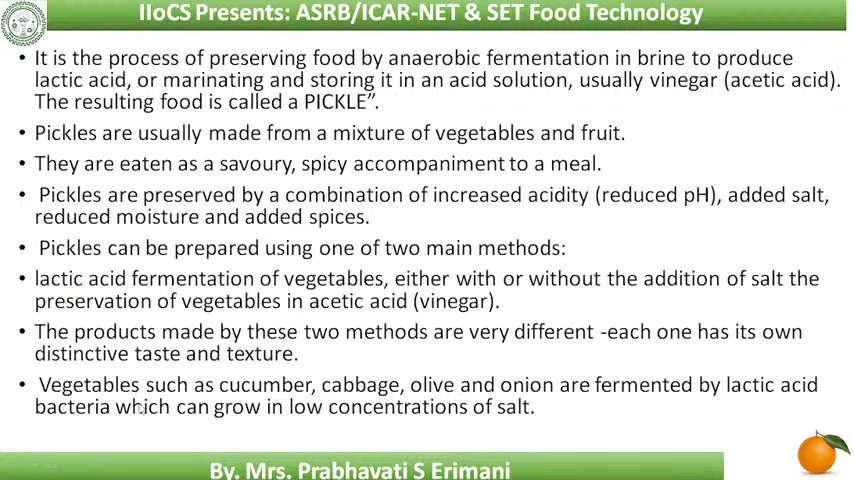 IIoCS Presents: ASRB/ICAR-NET & SET Food Technology
• It is the process of preserving food by anaerobic fermentation in brine to produce
lactic acid, or marinating and storing it in an acid solution, usually vinegar (acetic acid).
The resulting food is called a PICKLE”.
• Pickles are usually made from a mixture of vegetables and fruit.
• They are eaten as a savoury, spicy accompaniment to a meal.
• Pickles are preserved by a combination of increased acidity (reduced pH), added salt,
reduced moisture and added spices.
• Pickles can be prepared using one of two main methods:
• lactic acid fermentation of vegetables, either with or without the addition of salt the
preservation of vegetables in acetic acid (vinegar).
• The products made by these two methods are very different -each one has its own
distinctive taste and texture.
• Vegetables such as cucumber, cabbage, olive and onion are fermented by lactic acid
bacteria which can grow in low concentrations of salt.
By. Mrs. Prabhavati S Erimani